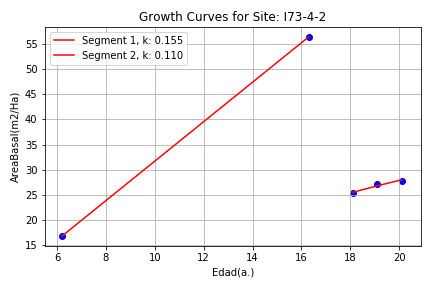 Growth Curves for Site: I73-4-2
Segment 1, k: 0.155
Segment 2, k: 0.110
AreaBasal(m2/Ha)
55
50
45
40
35
30
25
20
15
6 8 10 12 14 16 18 20
Edad(a.)